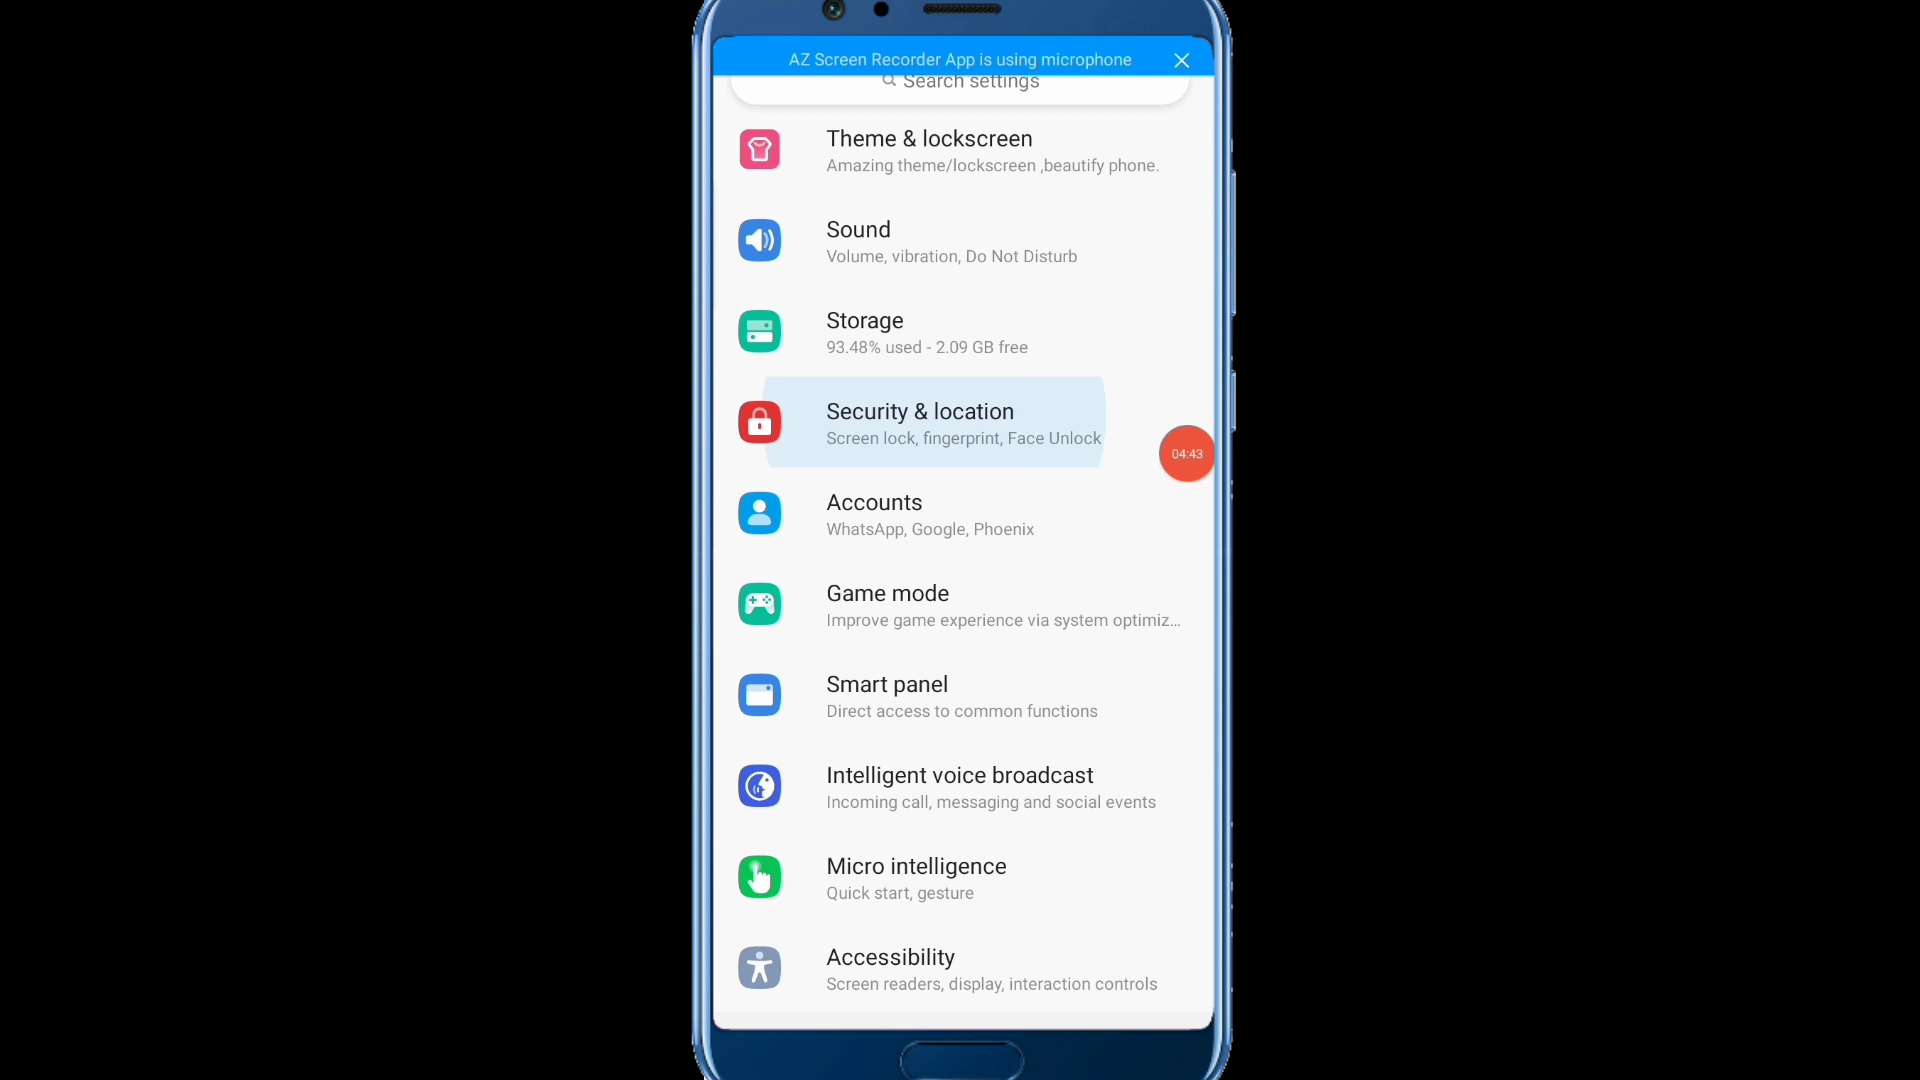 AZ Screen Recorder App is using microphone
Search settings
Theme & lockscreen
Amazing theme/lockscreen ,beautify phone.
Sound
Volume, vibration, Do Not Disturb
Storage
93.48% used - 2.09 GB free
Security & location
Screen lock, fingerprint, Face Unlock
04:43
Accounts
WhatsApp, Google, Phoenix
Game mode
Improve game experience via system optimiz...
Smart panel
Direct access to common functions
Intelligent voice broadcast
Incoming call, messaging and social events
Micro intelligence
Quick start, gesture
Accessibility
Screen readers, display, interaction controls